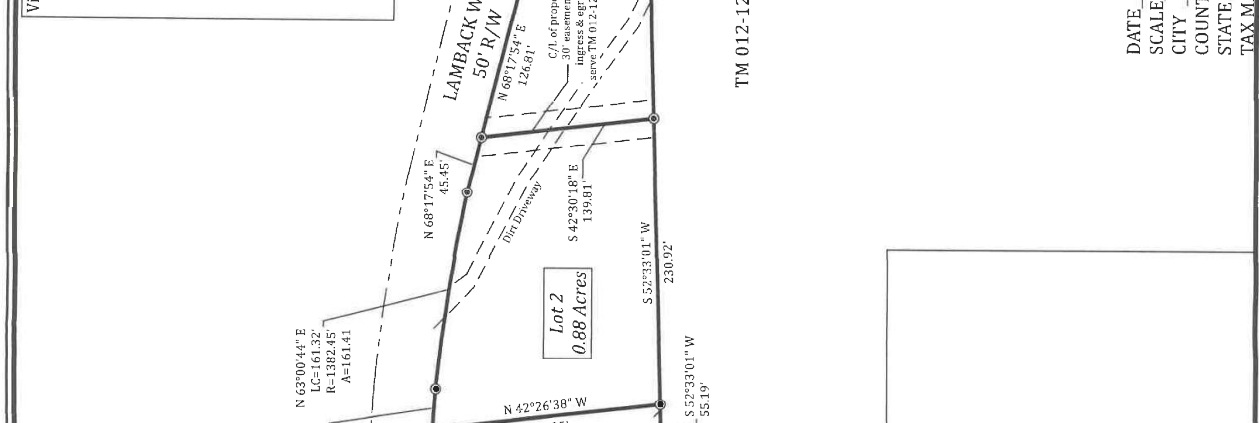 LAMBACK
50' R/W
N 68°17'54" E
126.81'
C/L of
30' easement
ingress & egr
serve TM 012-12
TM 012-12
DATE
SCALE
CITY
COUNT
STATE
TAX M
N 68°17'54" E
45.45'
Dirt Driveway
S 42°30'18" E
139.81'
S 52°33'01" W
230.92'
Lot 2
0.88 Acres
N 63°00'44" E
LC=161.32'
R=1382.45'
A=161.41
N 42°26'38" W
S 52°33'01" W
55.19'